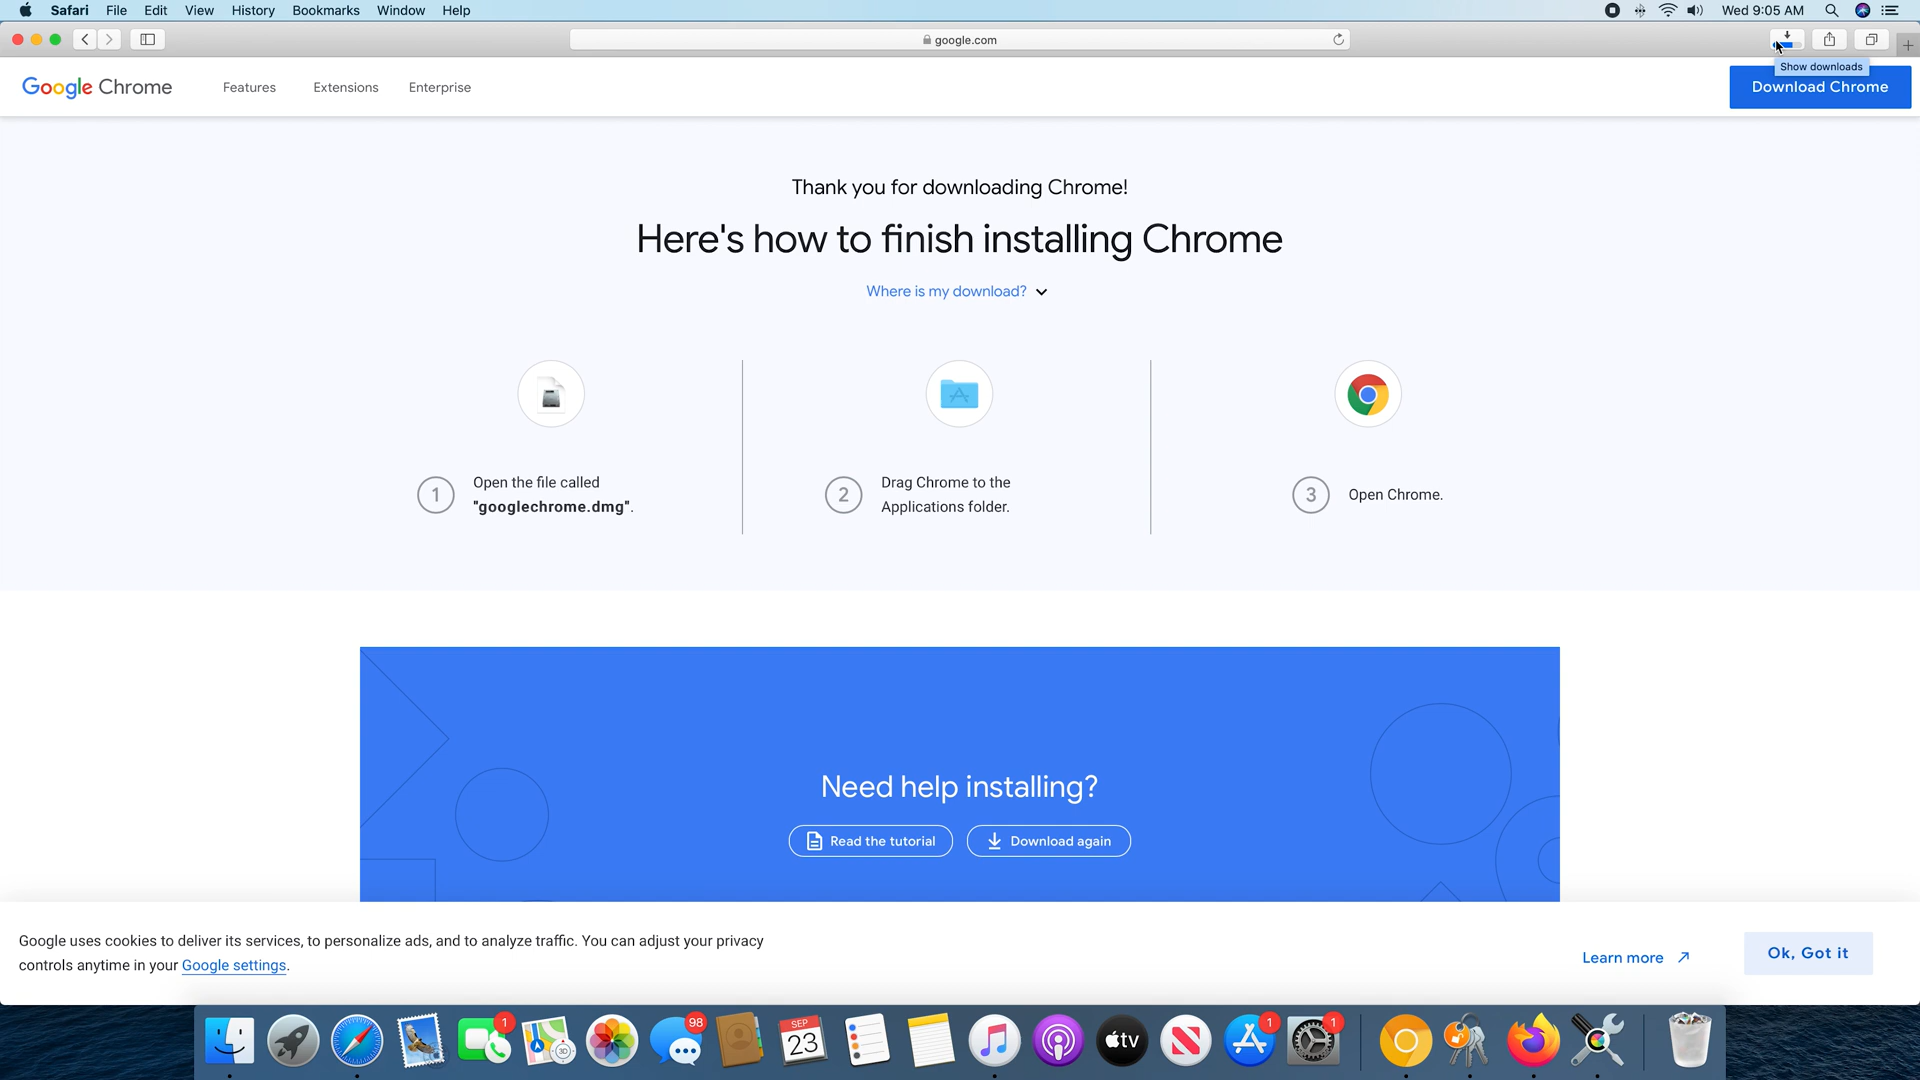 Safari File Edit View History Bookmarks Window Help Wed 9:05 AM
google.com
Show downloads
Google Chrome Features Extensions Enterprise Download Chrome
Thank you for downloading Chrome!
Here's how to finish installing Chrome
Where is my download?
1 Open the file called
"googlechrome.dmg".
2 Drag Chrome to the
Applications folder.
3 Open Chrome.
Need help installing?
Read the tutorial Download again
Google uses cookies to deliver its services, to personalize ads, and to analyze traffic. You can adjust your privacy
controls anytime in your Google settings.
Learn more Ok, Got it
1 3D 98 SEP 23 tv 1 1